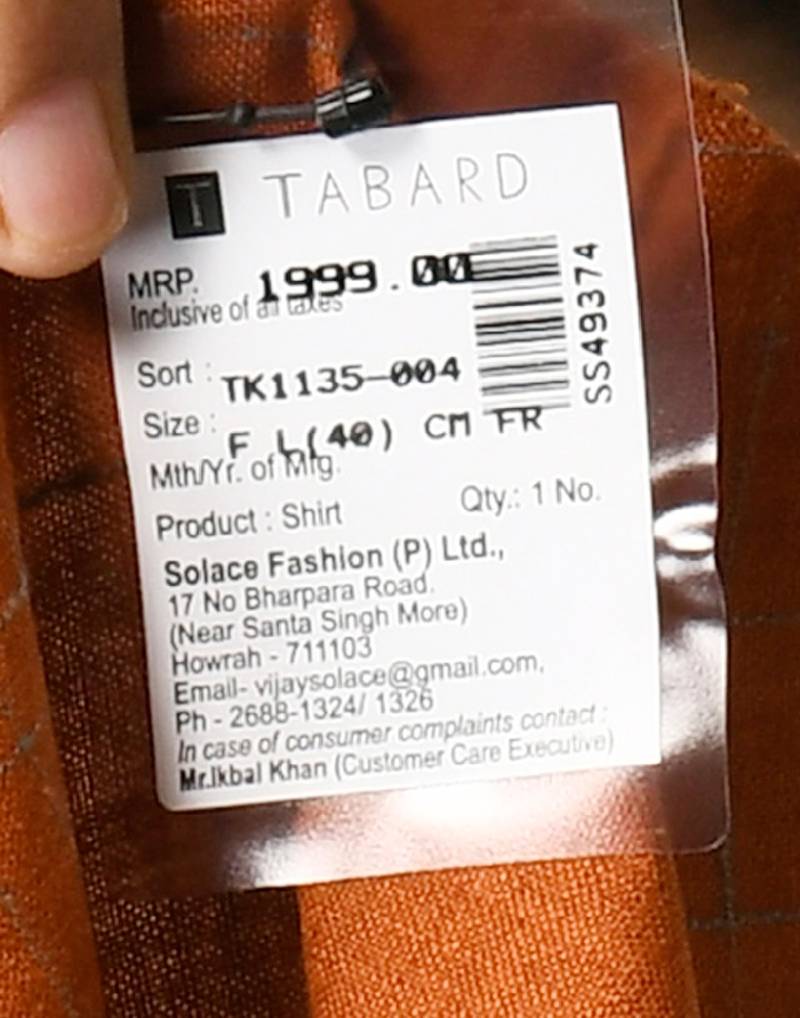 T TABARD
MRP. 1999.00
Inclusive of all taxes
SS49374
Sort : TK1135-004
Size : F L(40) CM FR
Mth/Yr. of Mfg.
Product : Shirt Qty.: 1 No.
Solace Fashion (P) Ltd.,
17 No Bharpara Road.
(Near Santa Singh More)
Howrah - 711103
Email- vijaysolace@gmail.com,
Ph - 2688-1324/ 1326
In case of consumer complaints contact :
Mr.Ikbal Khan (Customer Care Executive)